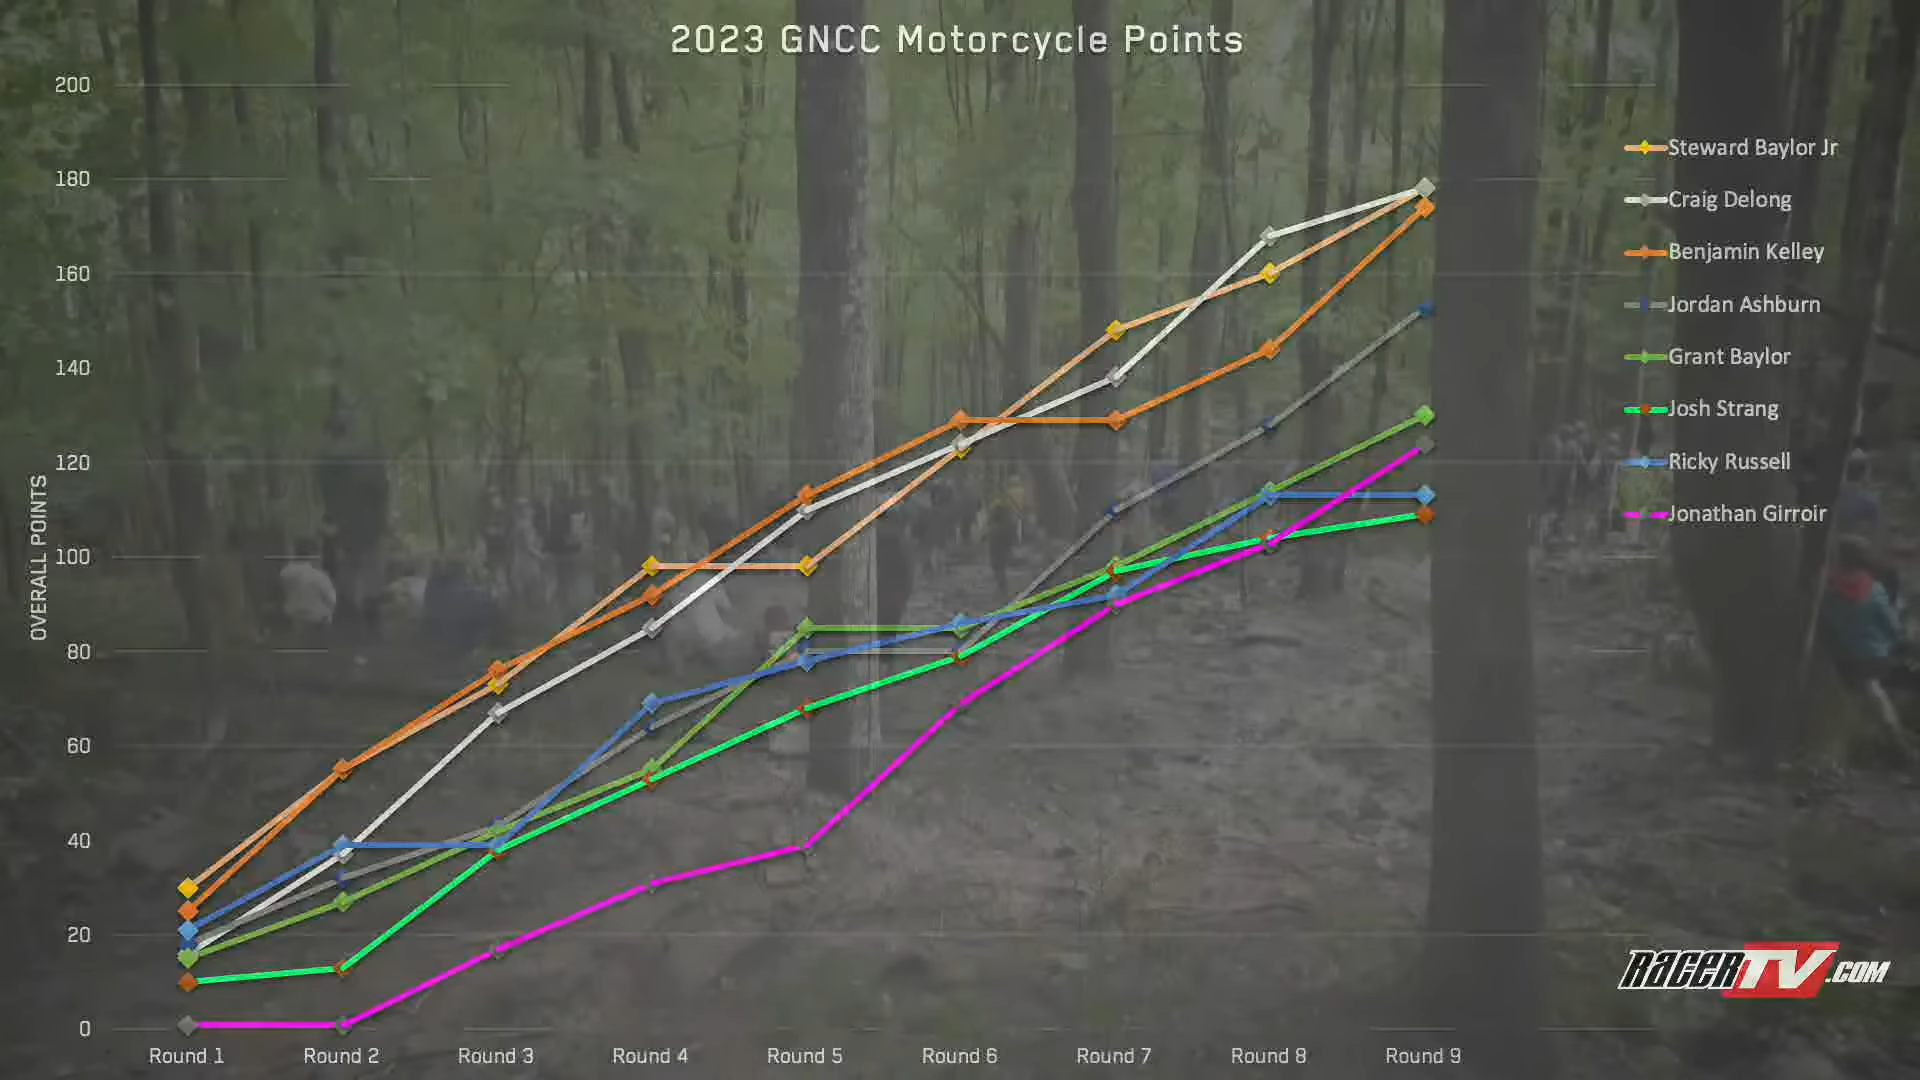 2023 GNCC Motorcycle Points
200
180
160
140
120
100
80
60
40
20
0
OVERALL POINTS
Round 1
Round 2
Round 3
Round 4
Round 5
Round 6
Round 7
Round 8
Round 9
Steward Baylor Jr
Craig Delong
Benjamin Kelley
Jordan Ashburn
Grant Baylor
Josh Strang
Ricky Russell
Jonathan Girroir
RACERTV.COM